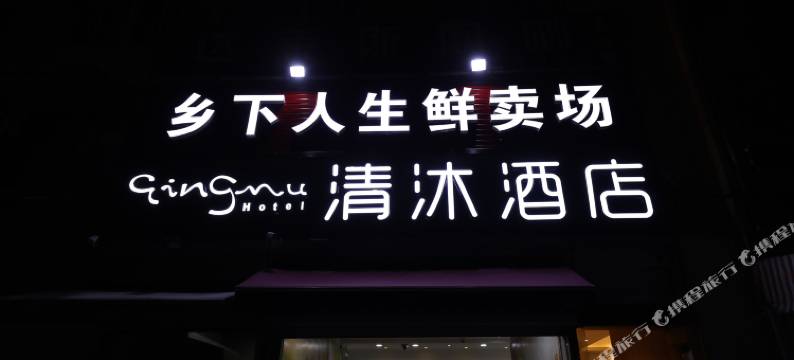 乡下人生鲜卖场
Qingmu
Hotel
清沐酒店
携程旅行 携程旅行